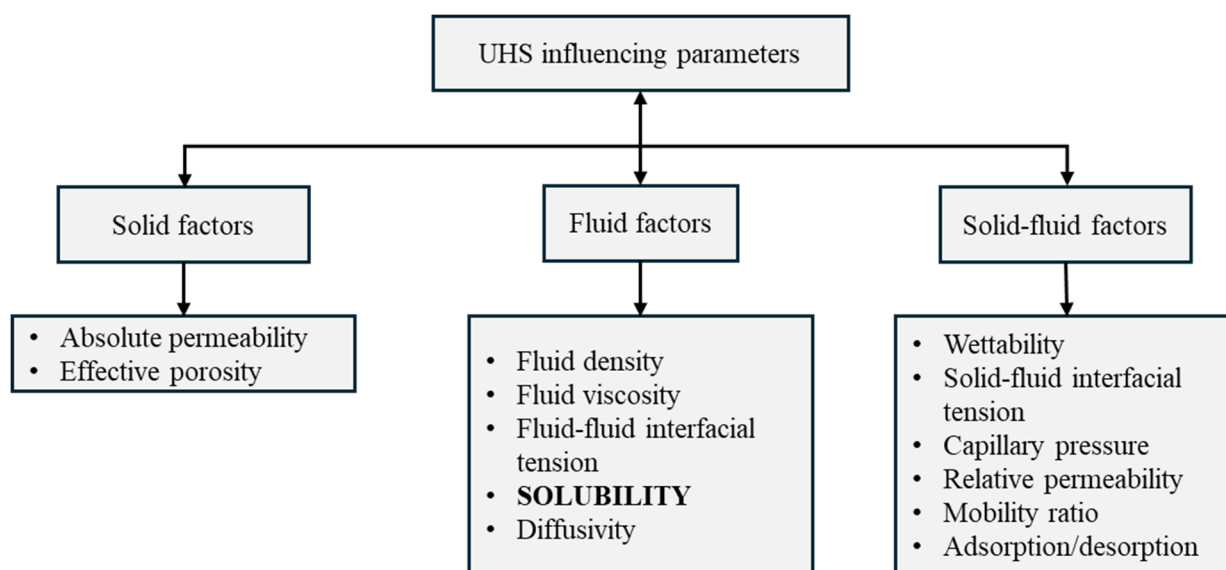 UHS influencing parameters
Solid factors
Fluid factors
Solid-fluid factors
• Absolute permeability
• Effective porosity
• Fluid density
• Fluid viscosity
• Fluid-fluid interfacial
tension
• SOLUBILITY
• Diffusivity
• Wettability
• Solid-fluid interfacial
tension
• Capillary pressure
• Relative permeability
• Mobility ratio
• Adsorption/desorption